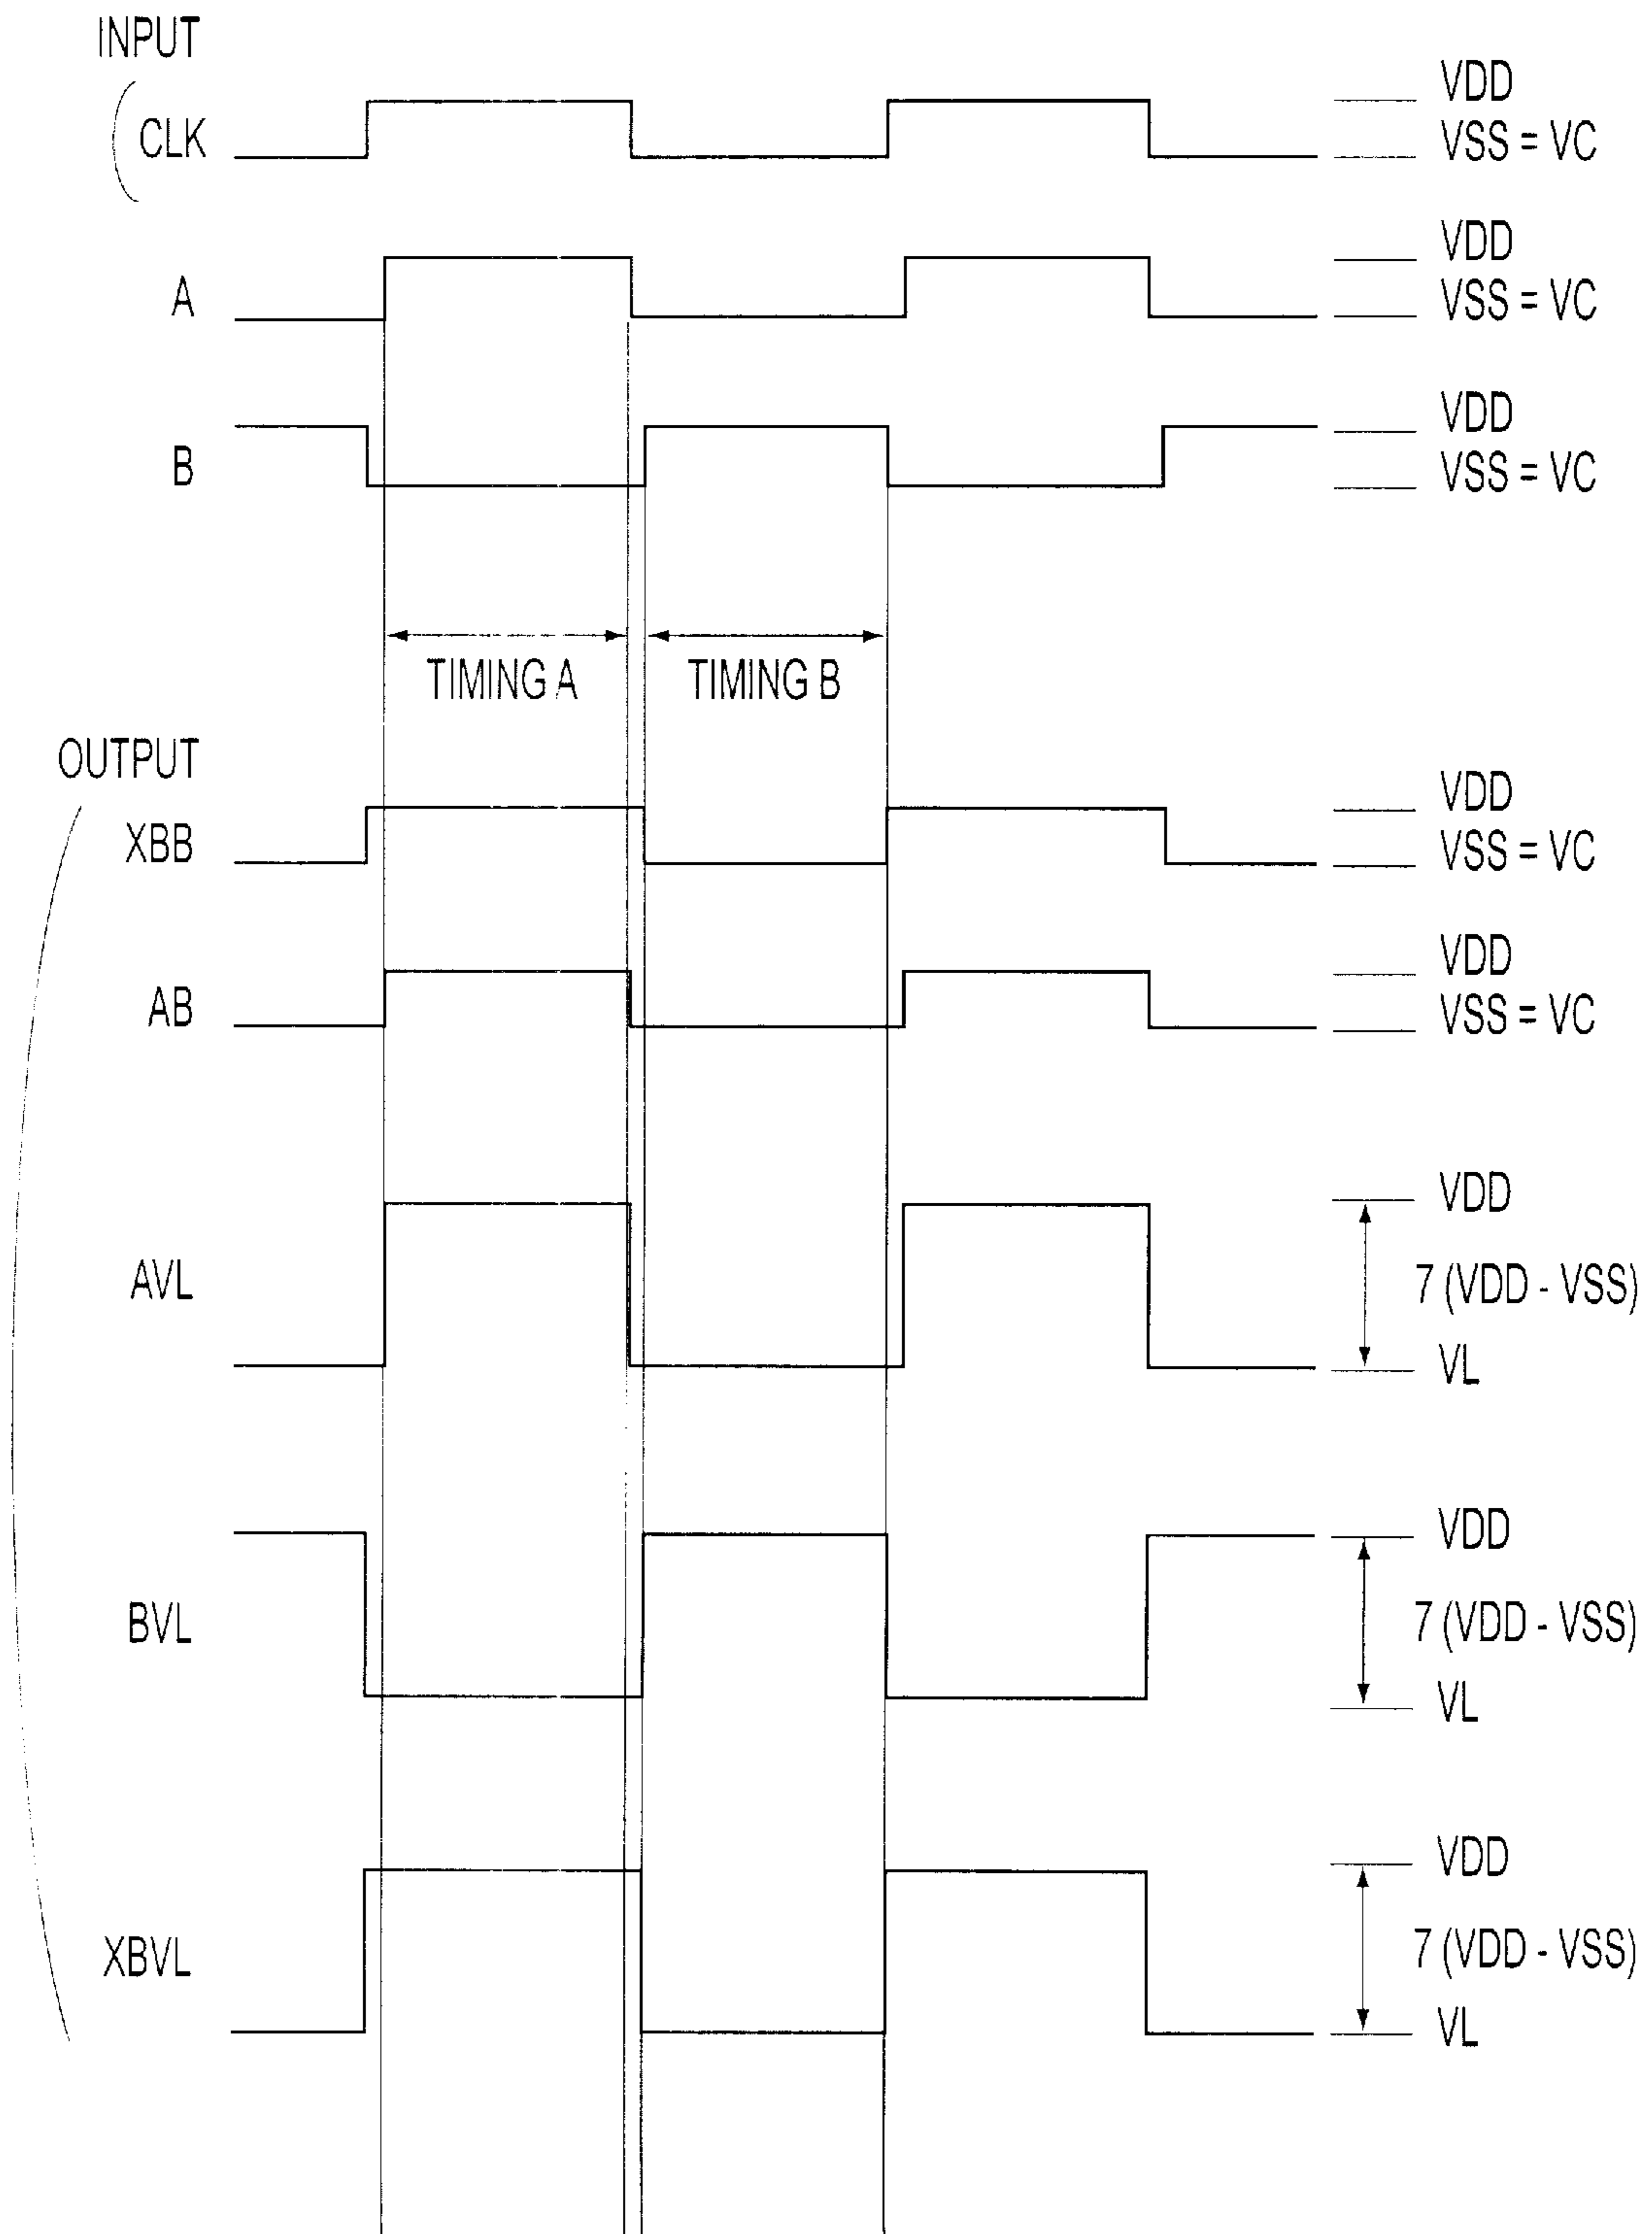 INPUT
CLK
VDD
VSS = VC
A
VDD
VSS = VC
B
VDD
VSS = VC
TIMING A
TIMING B
OUTPUT
XBB
VDD
VSS = VC
AB
VDD
VSS = VC
AVL
VDD
7 (VDD - VSS)
VL
BVL
VDD
7 (VDD - VSS)
VL
XBVL
VDD
7 (VDD - VSS)
VL